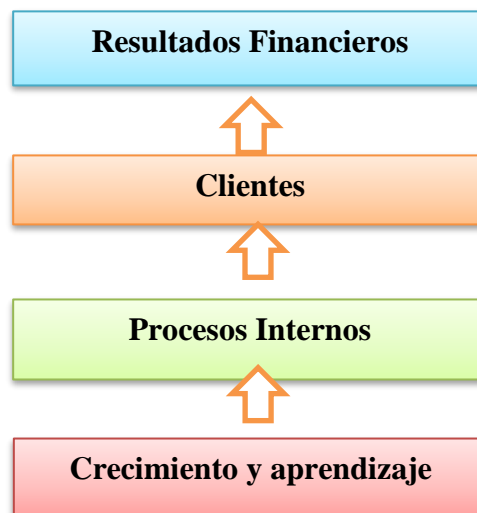 Resultados Financieros
Clientes
Procesos Internos
Crecimiento y aprendizaje